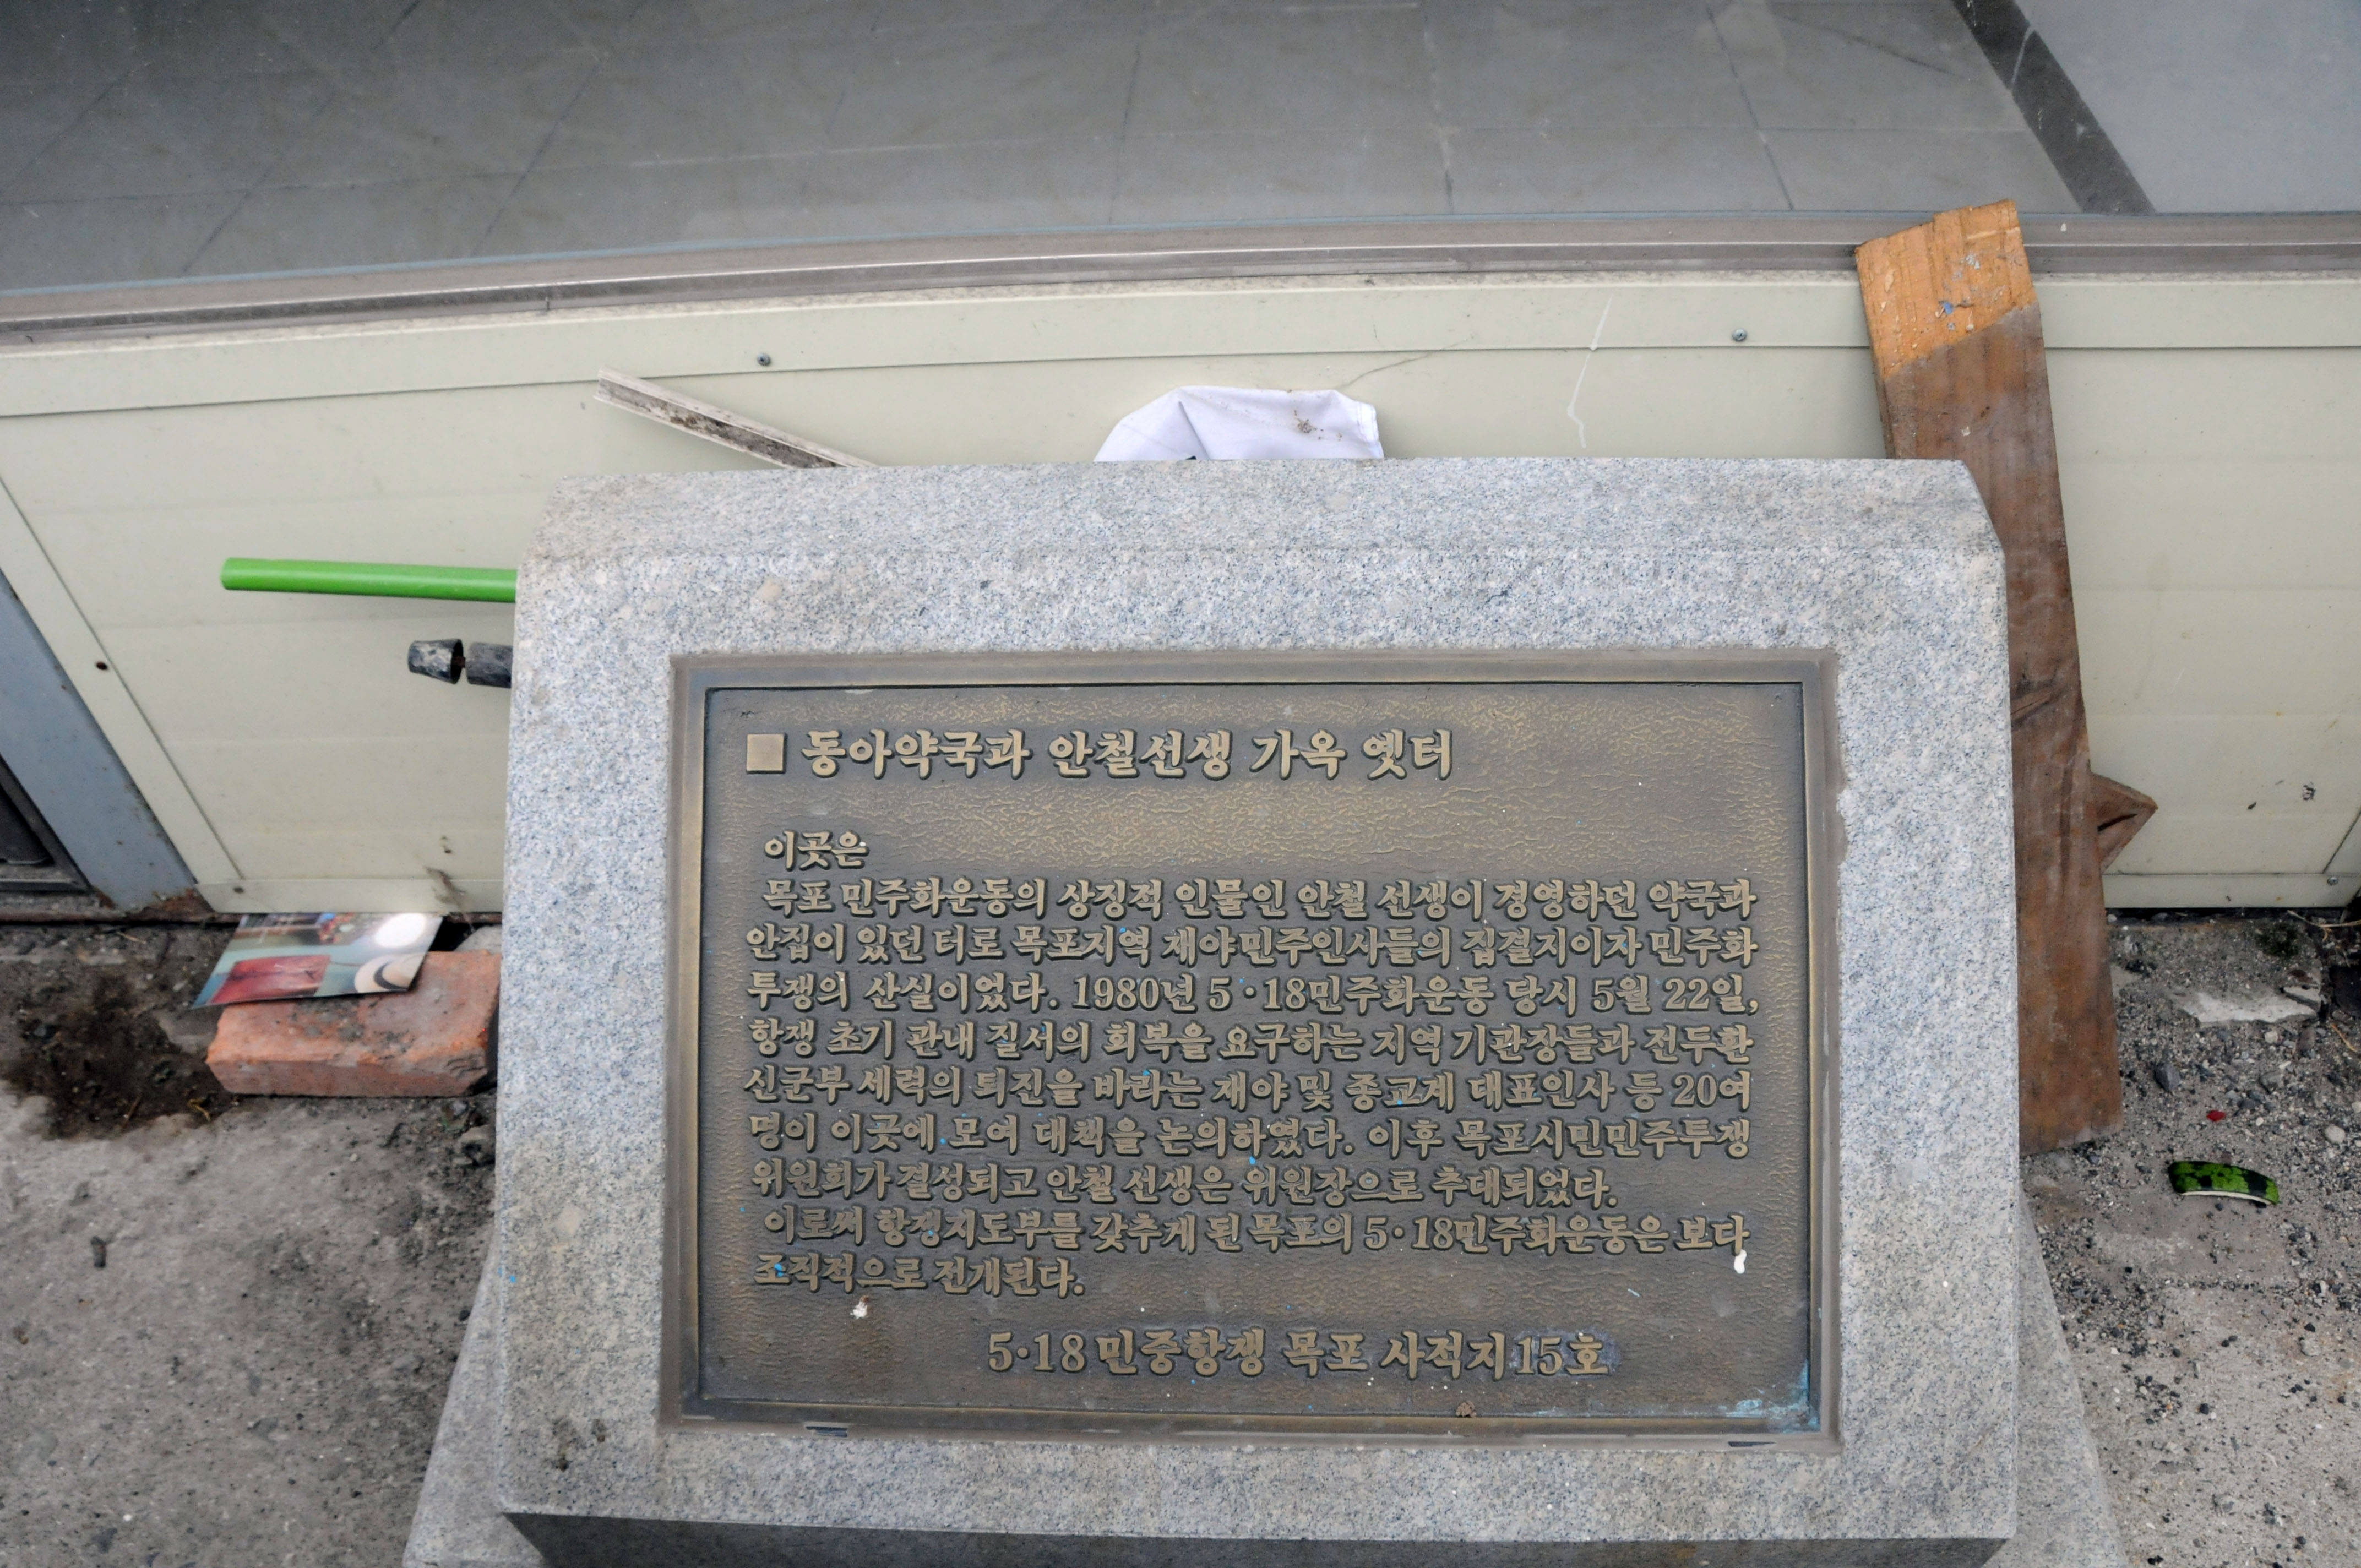 ■ 동아약국과 안철선생 가옥 옛터
이곳은
목포 민주화운동의 상징적 인물인 안철 선생이 경영하던 약국과
안집이 있던 터로 목포지역 재야민주인사들의 집결지이자 민주화
투쟁의 산실이었다. 1980년 5·18민주화운동 당시 5월 22일,
항쟁 초기 관내 질서의 회복을 요구하는 지역 기관장들과 전두환
신군부 세력의 퇴진을 바라는 재야 및 종교계 대표인사 등 20여
명이 이곳에 모여 대책을 논의하였다. 이후 목포시민민주투쟁
위원회가 결성되고 안철 선생은 위원장으로 추대되었다.
이로써 항쟁지도부를 갖추게 된 목포의 5·18민주화운동은 보다
조직적으로 전개된다.
5·18 민중항쟁 목포 사적지 15호